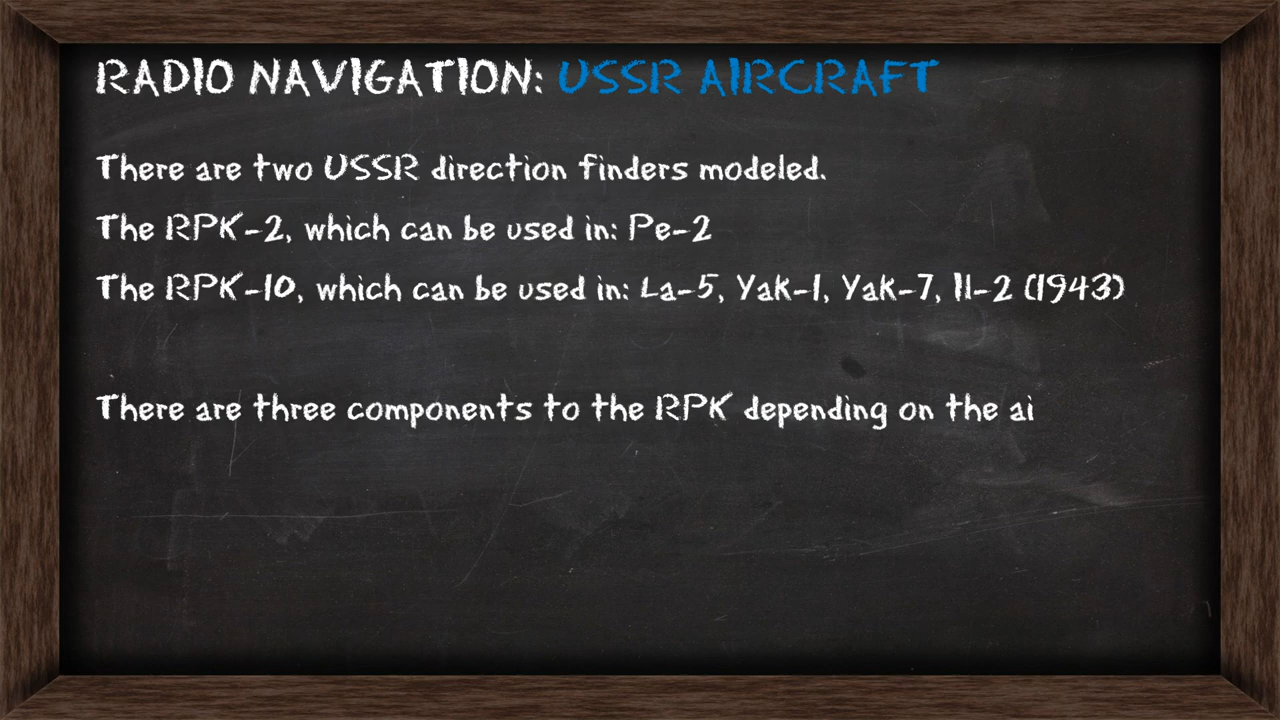 RADIO NAVIGATION: USSR AIRCRAFT
There are two USSR direction finders modeled.
The RPK-2, which can be used in: Pe-2
The RPK-10, which can be used in: La-5, Yak-1, Yak-7, Il-2 (1943)
There are three components to the RPK depending on the ai